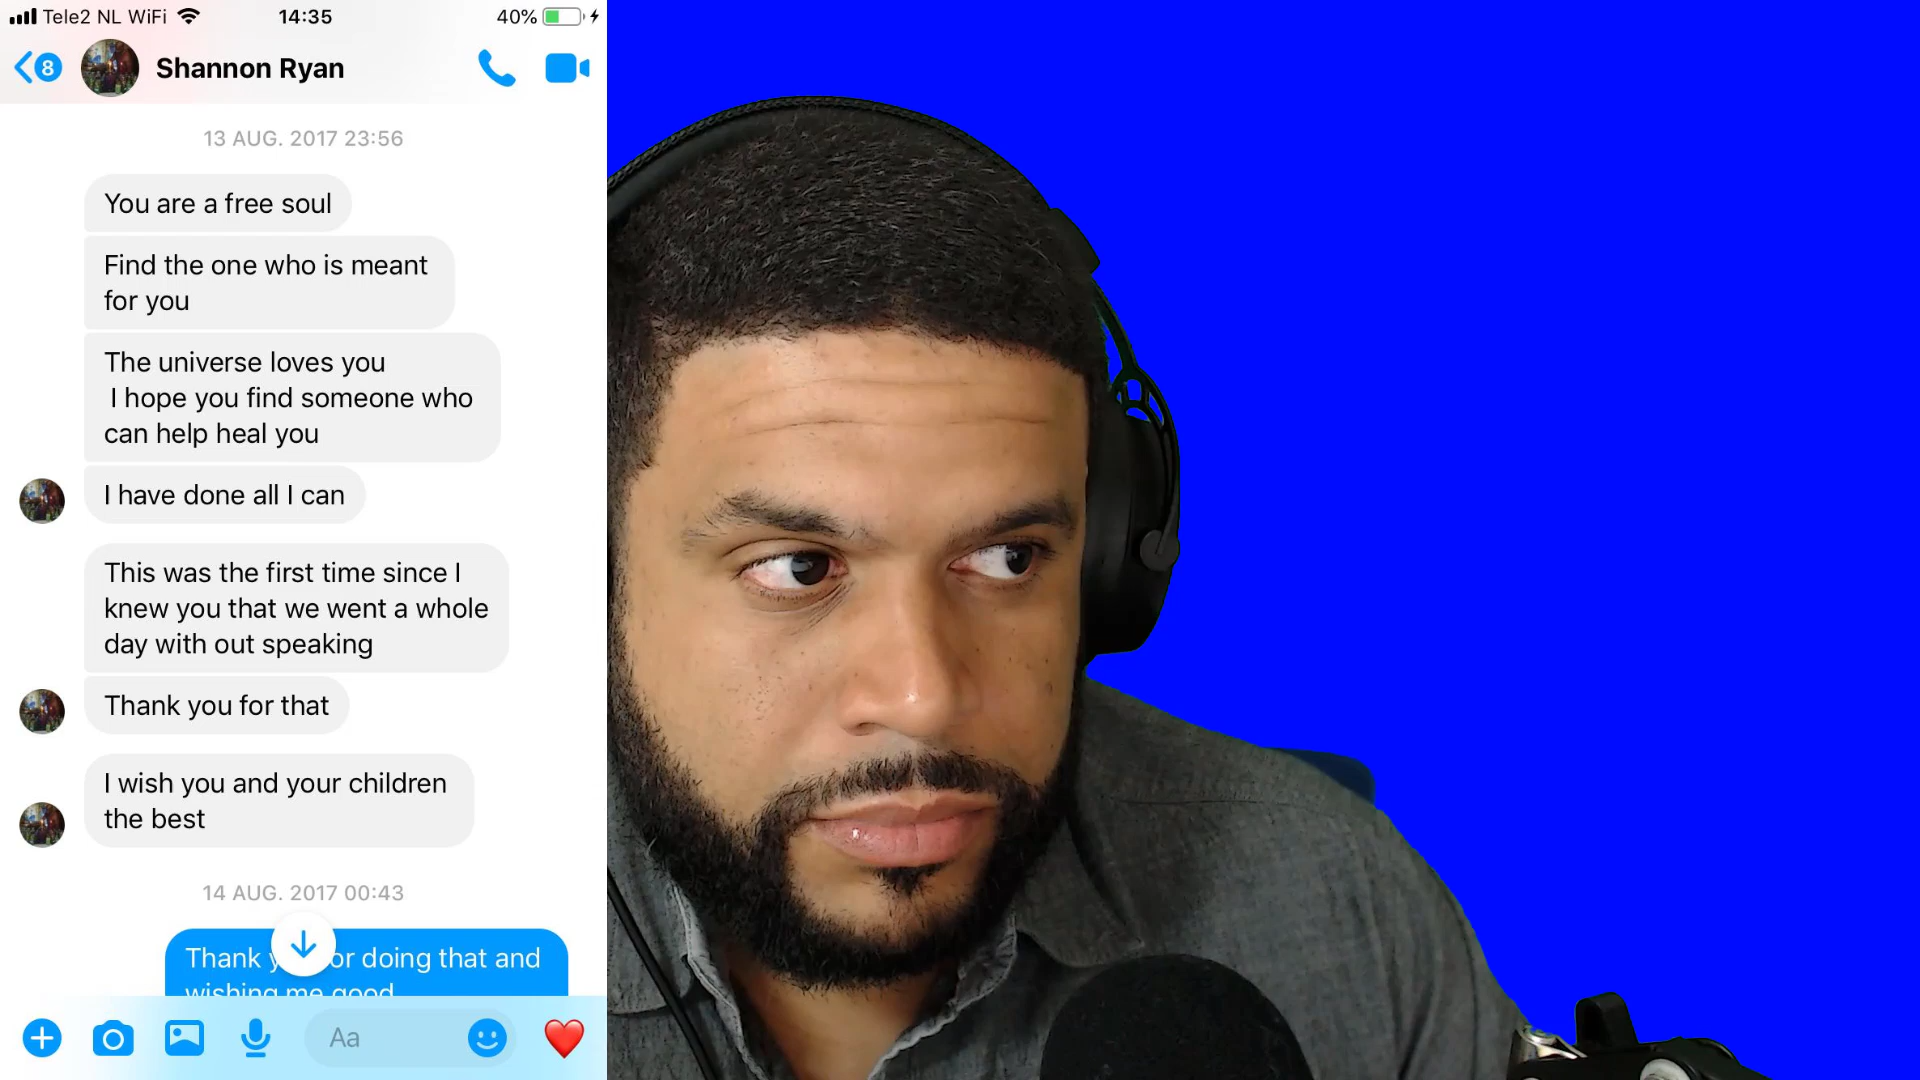 Tele2 NL WiFi 14:35 40%
8 Shannon Ryan
13 AUG. 2017 23:56
You are a free soul
Find the one who is meant
for you
The universe loves you
I hope you find someone who
can help heal you
I have done all I can
This was the first time since I
knew you that we went a whole
day with out speaking
Thank you for that
I wish you and your children
the best
14 AUG. 2017 00:43
Thank or doing that and
wishing me good
Aa